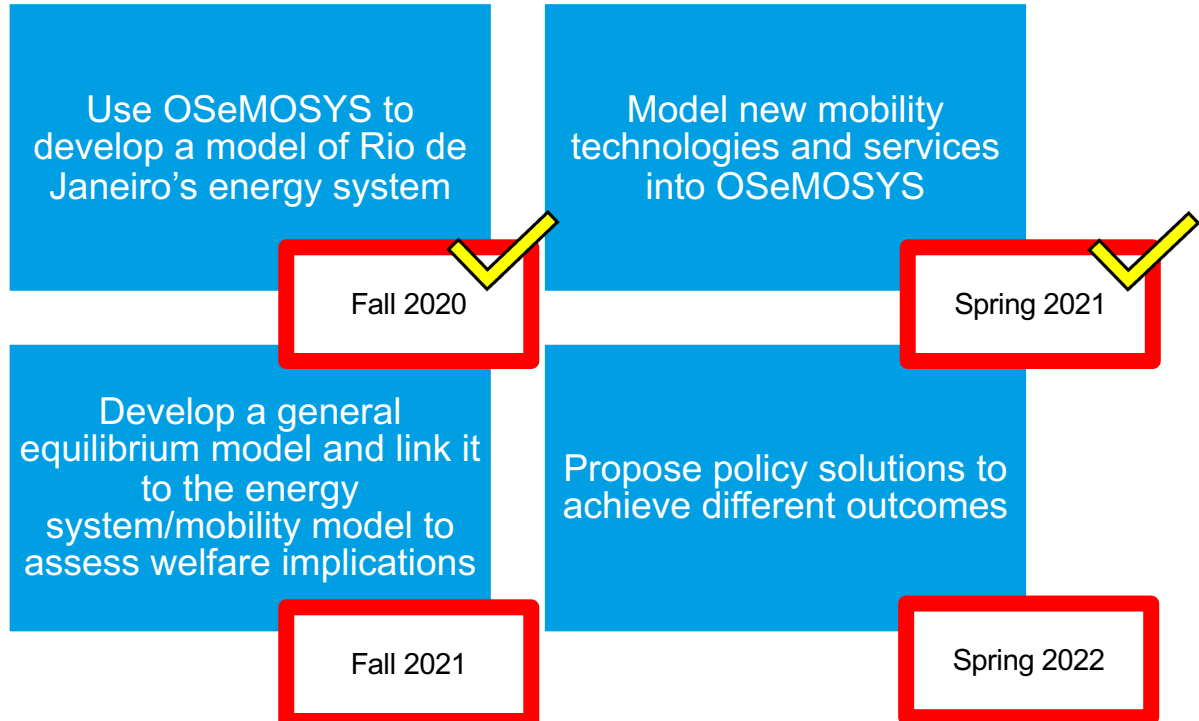 Use OSeMOSYS to
develop a model of Rio de
Janeiro's energy system
Fall 2020
Model new mobility
technologies and services
into OSeMOSYS
Spring 2021
Develop a general
equilibrium model and link it
to the energy
system/mobility model to
assess welfare implications
Fall 2021
Propose policy solutions to
achieve different outcomes
Spring 2022